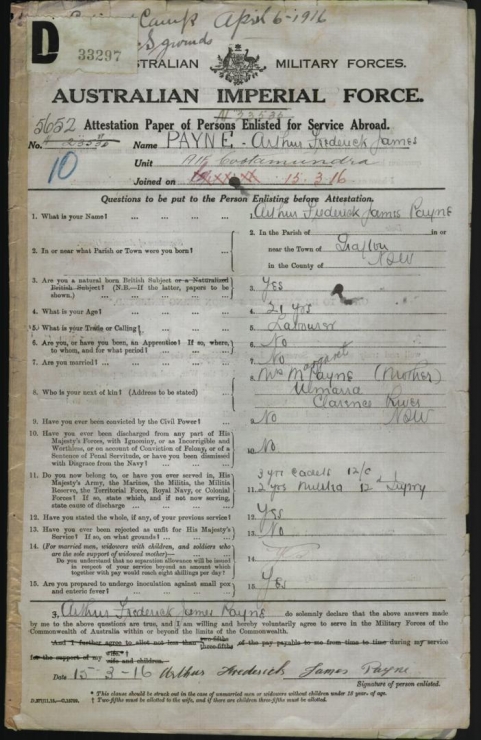 Camp April 6-1916
grounds
D
33297
AUSTRALIAN MILITARY FORCES.
AUSTRALIAN IMPERIAL FORCE.
5652 Attestation Paper of Persons Enlisted for Service Abroad.
No. Name PAYNE - Arthur Frederick James
10 Unit Cootamundra
Joined on 15.3.16
Questions to be put to the Person Enlisting before Attestation.
1. What is your Name? ... ... ... ... 1. Arthur Frederick James Payne
2. In or near what Parish or Town were you born? ... 2. In the Parish of in or
near the Town of Grafton
in the County of NSW
3. Are you a natural born British Subject or a Naturalized British Subject? (N.B.—If the latter, papers to be shown.) ... ... ... ... 3. Yes
4. What is your Age? ... ... ... ... 4. 21 yrs
5. What is your Trade or Calling? ... ... ... 5. Labourer
6. Are you, or have you been, an Apprentice? If so, where, to whom, and for what period? ... ... ... 6. No
7. Are you married? ... ... ... ... 7. No
8. Who is your next of kin? (Address to be stated) 8. Mrs Margaret Payne (Mother)
Ulmarra
Clarence River
NSW
9. Have you ever been convicted by the Civil Power? ... 9. No
10. Have you ever been discharged from any part of His Majesty's Forces, with Ignominy, or as Incorrigible and Worthless, or on account of Conviction of Felony, or of a Sentence of Penal Servitude, or have you been dismissed with Disgrace from the Navy? ... ... 10. No
11. Do you now belong to, or have you ever served in, His Majesty's Army, the Marines, the Militia, the Militia Reserve, the Territorial Force, Royal Navy, or Colonial Forces? If so, state which, and if not now serving, state cause of discharge ... ... 11. 3 yrs Cadets
2 yrs Militia 12
12. Have you stated the whole, if any, of your previous service? 12. Yes
13. Have you ever been rejected as unfit for His Majesty's Service? If so, on what grounds? ... ... 13. No
14. (For married men, widowers with children, and soldiers who are the sole support of widowed mother)—
Do you understand that no separation allowance will be issued in respect of your service beyond an amount which together with pay would reach eight shillings per day? 14.
15. Are you prepared to undergo inoculation against small pox and enteric fever? ... ... ... 15. Yes
I, Arthur Frederick James Payne do solemnly declare that the above answers made
by me to the above questions are true, and I am willing and hereby voluntarily agree to serve in the Military Forces of the
Commonwealth of Australia within or beyond the limits of the Commonwealth.
And I further agree to allot not less than two-fifths three-fifths of the pay payable to me from time to time during my service
for the support of my wife.* wife and children.
Date 15-3-16 Arthur Frederick James Payne
Signature of person enlisted.
* This clause should be struck out in the case of unmarried men or widowers without children under 18 years of age.
† Two-fifths must be allotted to the wife, and if there are children three-fifths must be allotted.